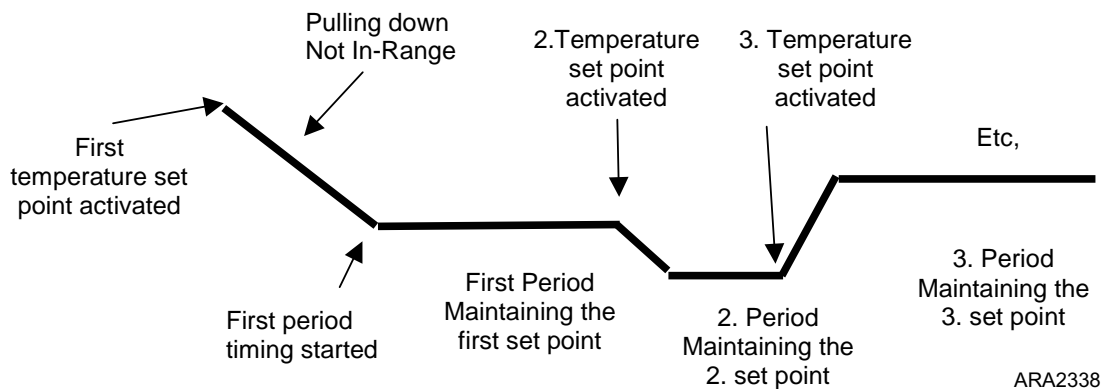 Pulling down
Not In-Range
2.Temperature
set point
activated
3. Temperature
set point
activated
First
temperature set
point activated
Etc,
First period
timing started
First Period
Maintaining the
first set point
2. Period
Maintaining the
2. set point
3. Period
Maintaining the
3. set point
ARA2338